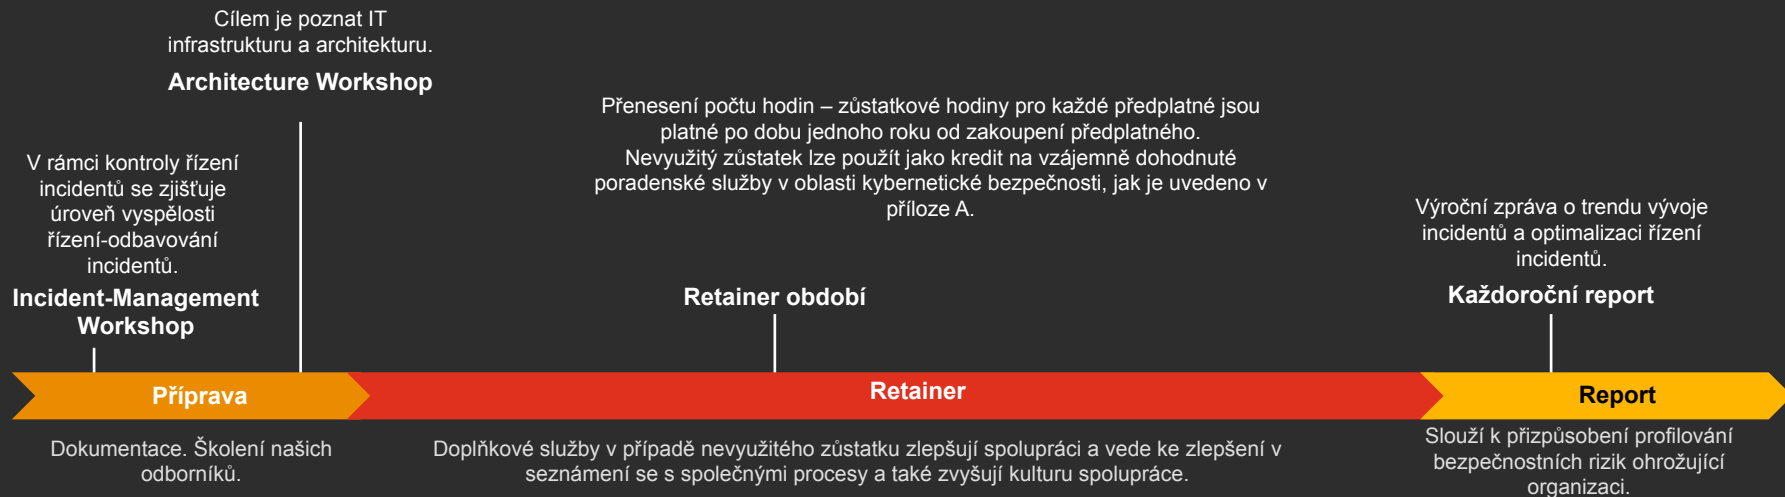 Cílem je poznat IT
infrastrukturu a architekturu.
Architecture Workshop
V rámci kontroly řízení
incidentů se zjišťuje
úroveň vyspělosti
řízení-odbavování
incidentů.
Incident-Management
Workshop
Přenesení počtu hodin – zůstatkové hodiny pro každé předplatné jsou
platné po dobu jednoho roku od zakoupení předplatného.
Nevyužitý zůstatek lze použít jako kredit na vzájemně dohodnuté
poradenské služby v oblasti kybernetické bezpečnosti, jak je uvedeno v
příloze A.
Retainer období
Výroční zpráva o trendu vývoje
incidentů a optimalizaci řízení
incidentů.
Každoroční report
Příprava
Retainer
Report
Dokumentace. Školení našich
odborníků.
Doplňkové služby v případě nevyužitého zůstatku zlepšují spolupráci a vede ke zlepšení v
seznámení se s společnými procesy a také zvyšují kulturu spolupráce.
Slouží k přizpůsobení profilování
bezpečnostních rizik ohrožující
organizaci.